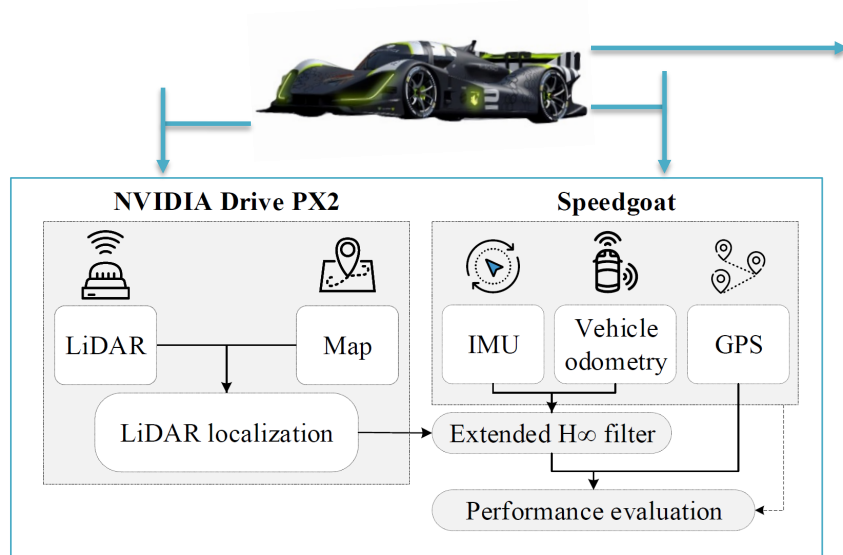 NVIDIA Drive PX2
Speedgoat
LiDAR
Map
IMU
Vehicle
odometry
GPS
LiDAR localization
Extended H∞ filter
Performance evaluation